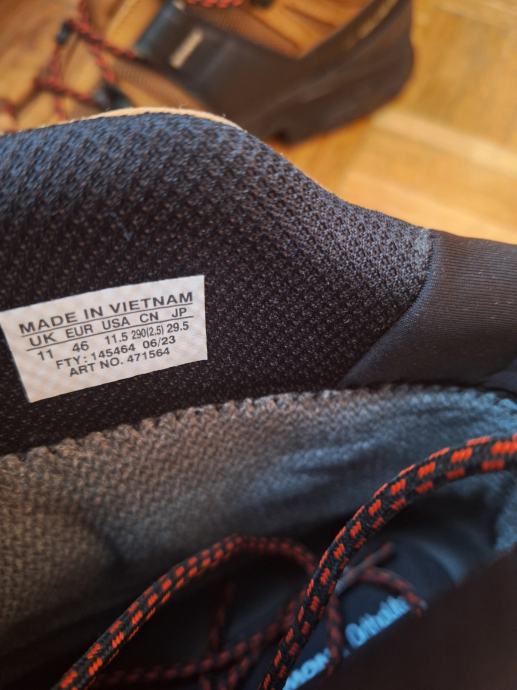 MADE IN VIETNAM
UK EUR USA CN JP
11 46 11.5 290(2.5) 29.5
FTY: 145464 06/23
ART NO. 471564